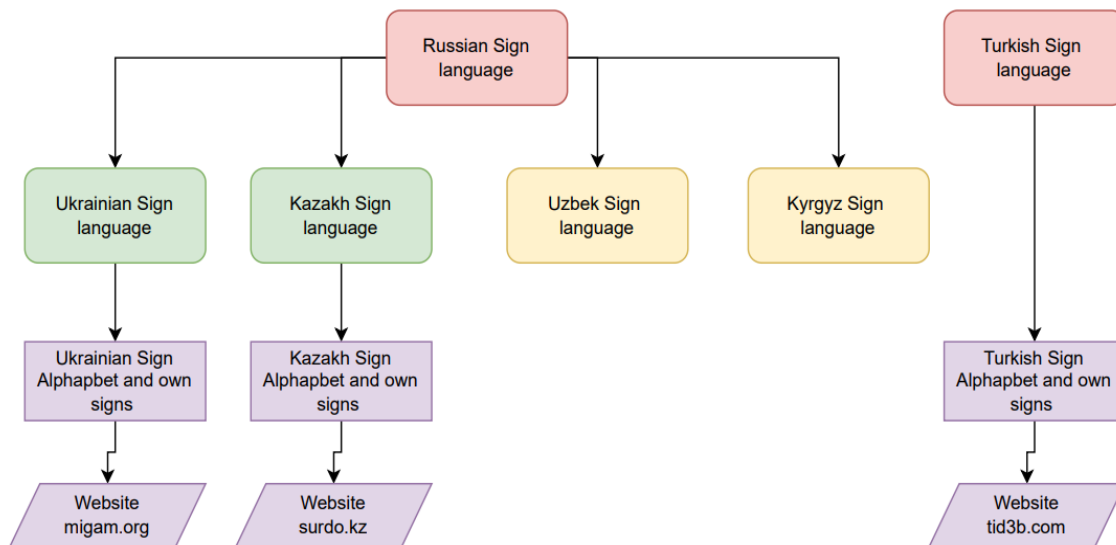 Russian Sign
language
Turkish Sign
language
Ukrainian Sign
language
Kazakh Sign
language
Uzbek Sign
language
Kyrgyz Sign
language
Ukrainian Sign
Alphapbet and own
signs
Kazakh Sign
Alphapbet and own
signs
Turkish Sign
Alphapbet and own
signs
Website
migam.org
Website
surdo.kz
Website
tid3b.com